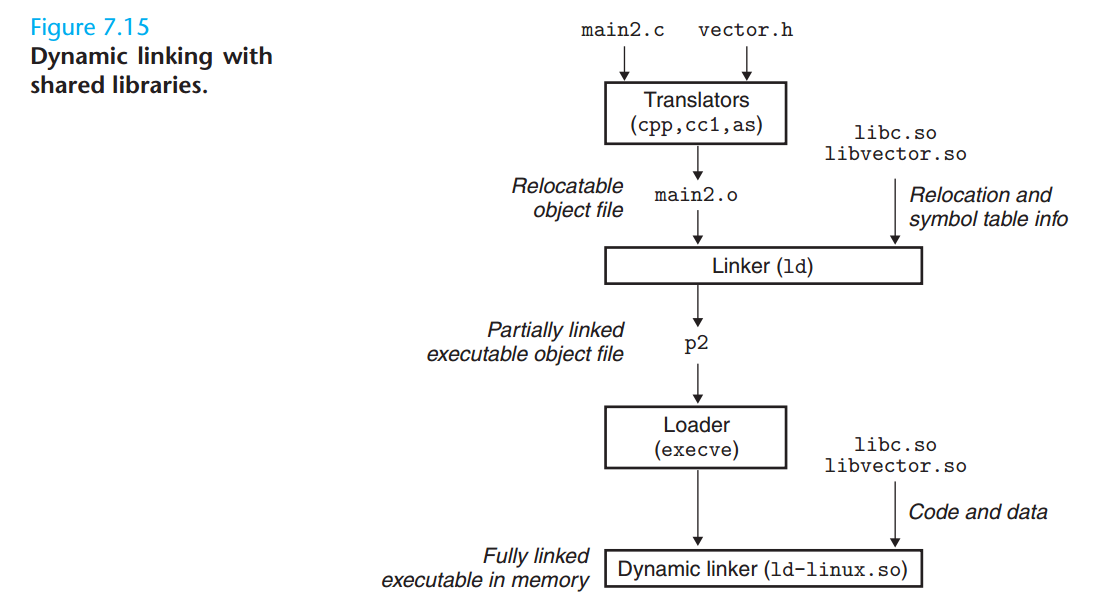 Figure 7.15
Dynamic linking with
shared libraries.
main2.c vector.h
Translators
(cpp,cc1,as)
libc.so
libvector.so
Relocatable
object file
main2.o
Relocation and
symbol table info
Linker (ld)
Partially linked
executable object file
p2
Loader
(execve)
libc.so
libvector.so
Code and data
Fully linked
executable in memory
Dynamic linker (ld-linux.so)